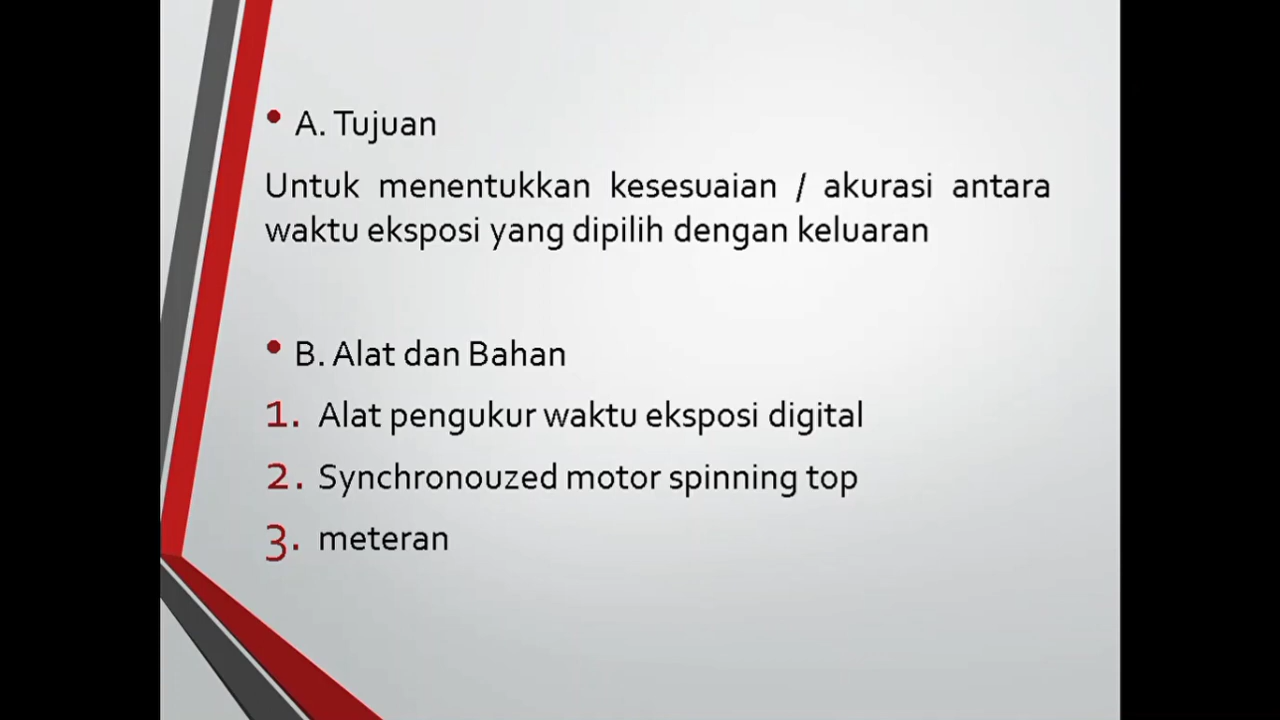 • A. Tujuan
Untuk menentukkan kesesuaian / akurasi antara
waktu eksposi yang dipilih dengan keluaran
• B. Alat dan Bahan
1. Alat pengukur waktu eksposi digital
2. Synchronouzed motor spinning top
3. meteran